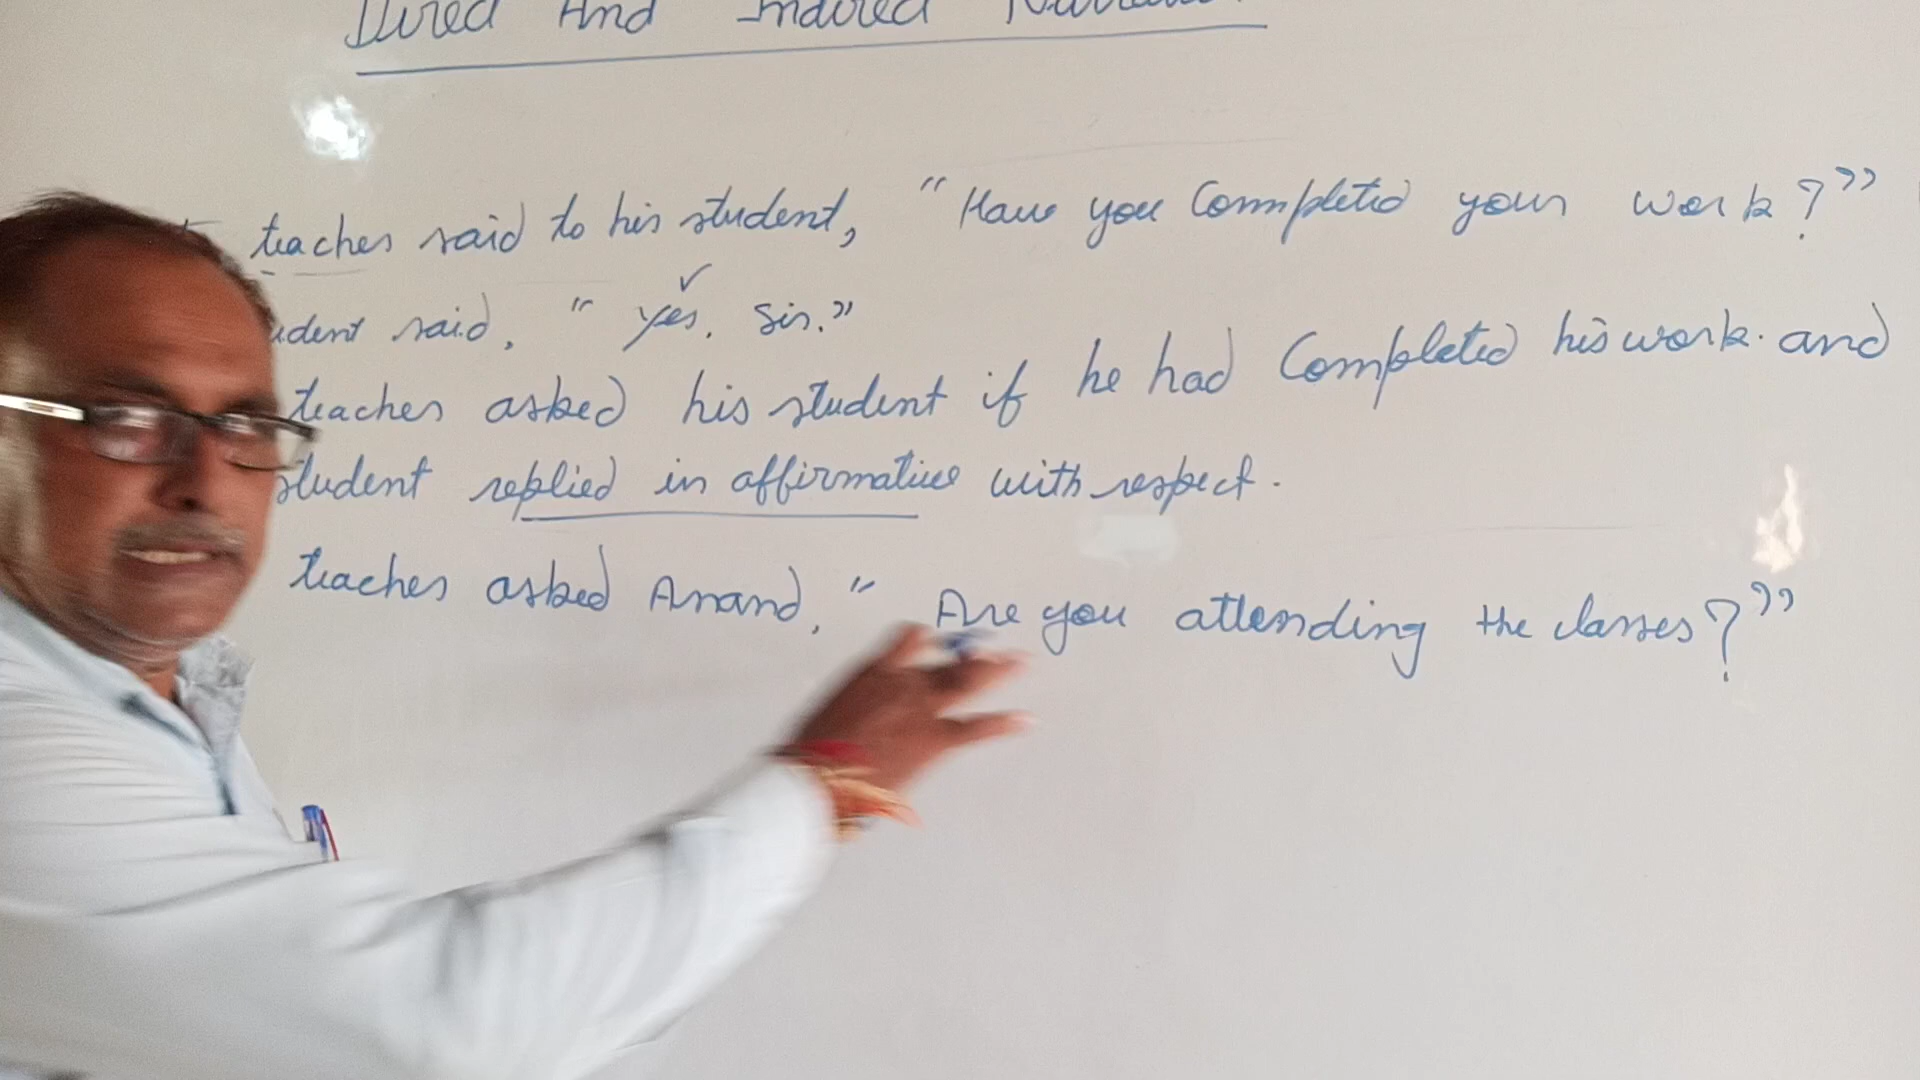 Direct And Indirect Narration
teacher said to his student, "Have you Completed your work?"
udent said, "yes, Sir."
teacher asked his student if he had Completed his work. and
student replied in affirmative with respect.
teacher asked Anand, "Are you attending the classes?"